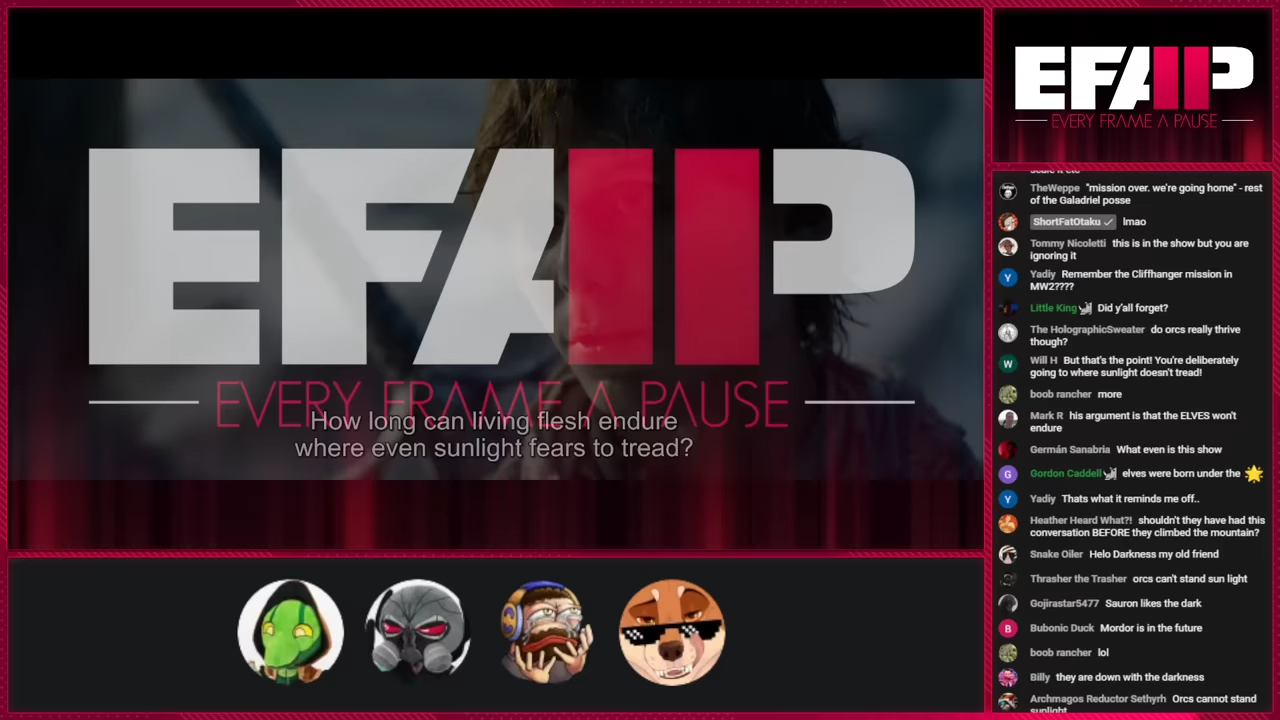 EFAP
EVERY FRAME A PAUSE
How long can living flesh endure
where even sunlight fears to tread?
EFAP
EVERY FRAME A PAUSE
TheWeppe "mission over. we're going home" - rest
of the Galadriel posse
ShortFatOtaku ✓ lmao
Tommy Nicoletti this is in the show but you are
ignoring it
Y Yadiy Remember the Cliffhanger mission in
MW2????
Little King Did y'all forget?
The HolographicSweater do orcs really thrive
though?
W Will H But that's the point! You're deliberately
going to where sunlight doesn't tread!
boob rancher more
Mark R his argument is that the ELVES won't
endure
Germán Sanabria What even is this show
G Gordon Caddell elves were born under the 🌟
Y Yadiy Thats what it reminds me off..
Heather Heard What?! shouldn't they have had this
conversation BEFORE they climbed the mountain?
Snake Oiler Helo Darkness my old friend
Thrasher the Trasher orcs can't stand sun light
Gojirastar5477 Sauron likes the dark
B Bubonic Duck Mordor is in the future
boob rancher lol
Billy they are down with the darkness
Archmagos Reductor Sethyrh Orcs cannot stand
sunlight